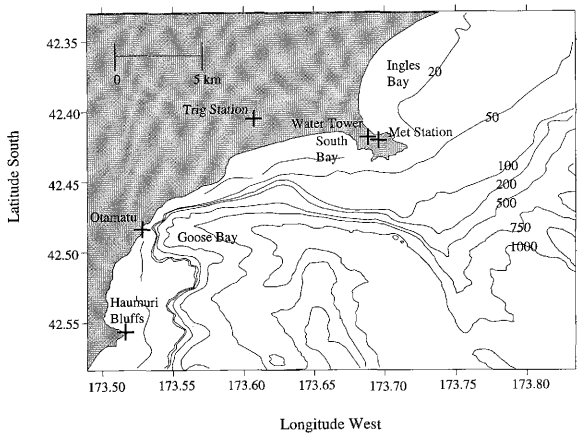 42.35
42.40
42.45
42.50
42.55
Latitude South
0
5 km
Ingles
Bay
20
Trig Station
Water Tower
Met Station
50
South
Bay
100
200
500
750
1000
Otamatu
Goose Bay
Haumuri
Bluffs
173.50
173.55
173.60
173.65
173.70
173.75
173.80
Longitude West